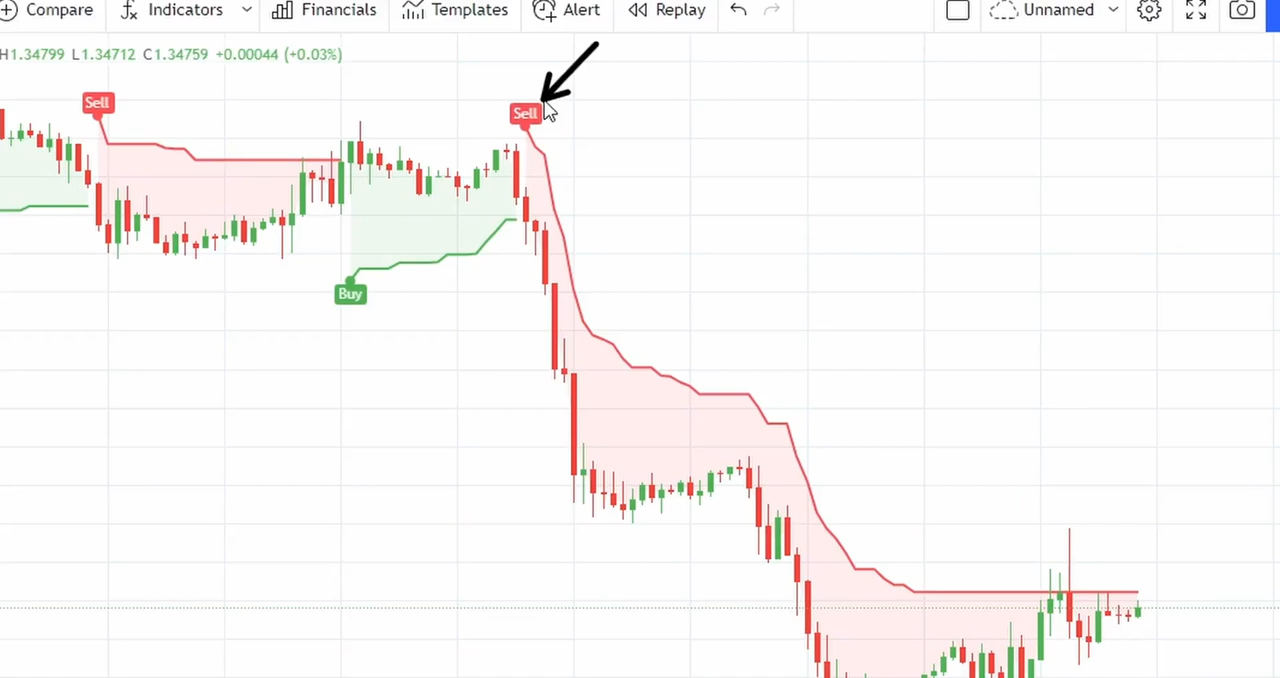 Compare Indicators Financials Templates Alert Replay Unnamed
H1.34799 L1.34712 C1.34759 +0.00044 (+0.03%)
Sell
Sell
Buy